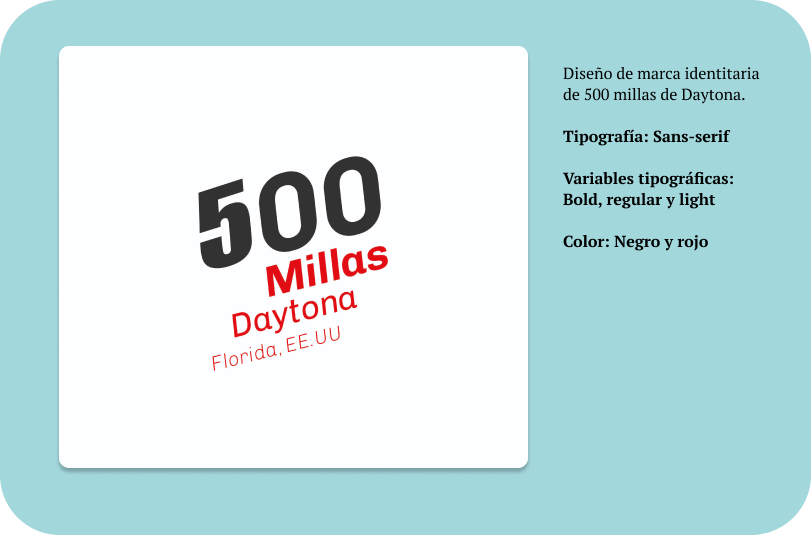 500
Millas
Daytona
Florida, EE.UU
Diseño de marca identitaria
de 500 millas de Daytona.
Tipografía: Sans-serif
Variables tipográficas:
Bold, regular y light
Color: Negro y rojo